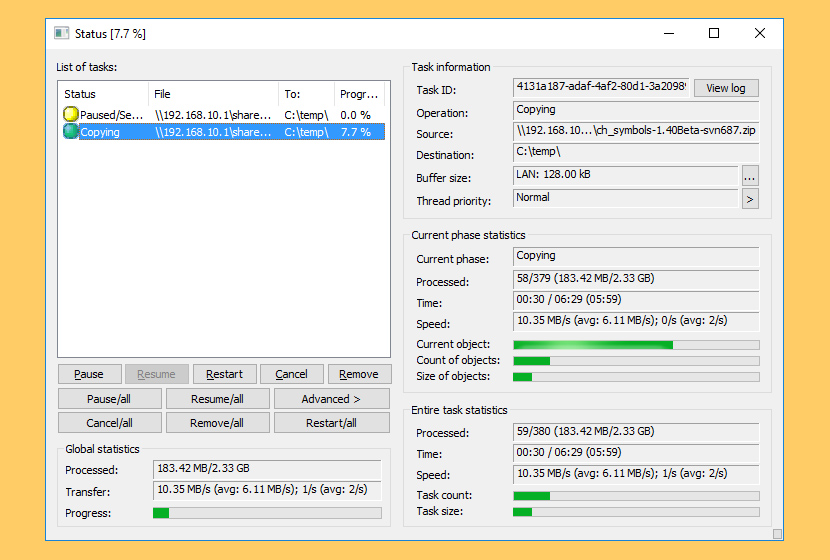 Status [7.7 %]
List of tasks:
Status File To: Progr...
Paused/Se... \\192.168.10.1\share... C:\temp\ 0.0 %
Copying \\192.168.10.1\share... C:\temp\ 7.7 %
Pause Resume Restart Cancel Remove
Pause/all Resume/all Advanced >
Cancel/all Remove/all Restart/all
Global statistics
Processed: 183.42 MB/2.33 GB
Transfer: 10.35 MB/s (avg: 6.11 MB/s); 1/s (avg: 2/s)
Progress:
Task information
Task ID: 4131a187-adaf-4af2-80d1-3a2098 View log
Operation: Copying
Source: \\192.168.10...\ch_symbols-1.40Beta-svn687.zip
Destination: C:\temp\
Buffer size: LAN: 128.00 kB ...
Thread priority: Normal >
Current phase statistics
Current phase: Copying
Processed: 58/379 (183.42 MB/2.33 GB)
Time: 00:30 / 06:29 (05:59)
Speed: 10.35 MB/s (avg: 6.11 MB/s); 0/s (avg: 2/s)
Current object:
Count of objects:
Size of objects:
Entire task statistics
Processed: 59/380 (183.42 MB/2.33 GB)
Time: 00:30 / 06:29 (05:59)
Speed: 10.35 MB/s (avg: 6.11 MB/s); 1/s (avg: 2/s)
Task count:
Task size: